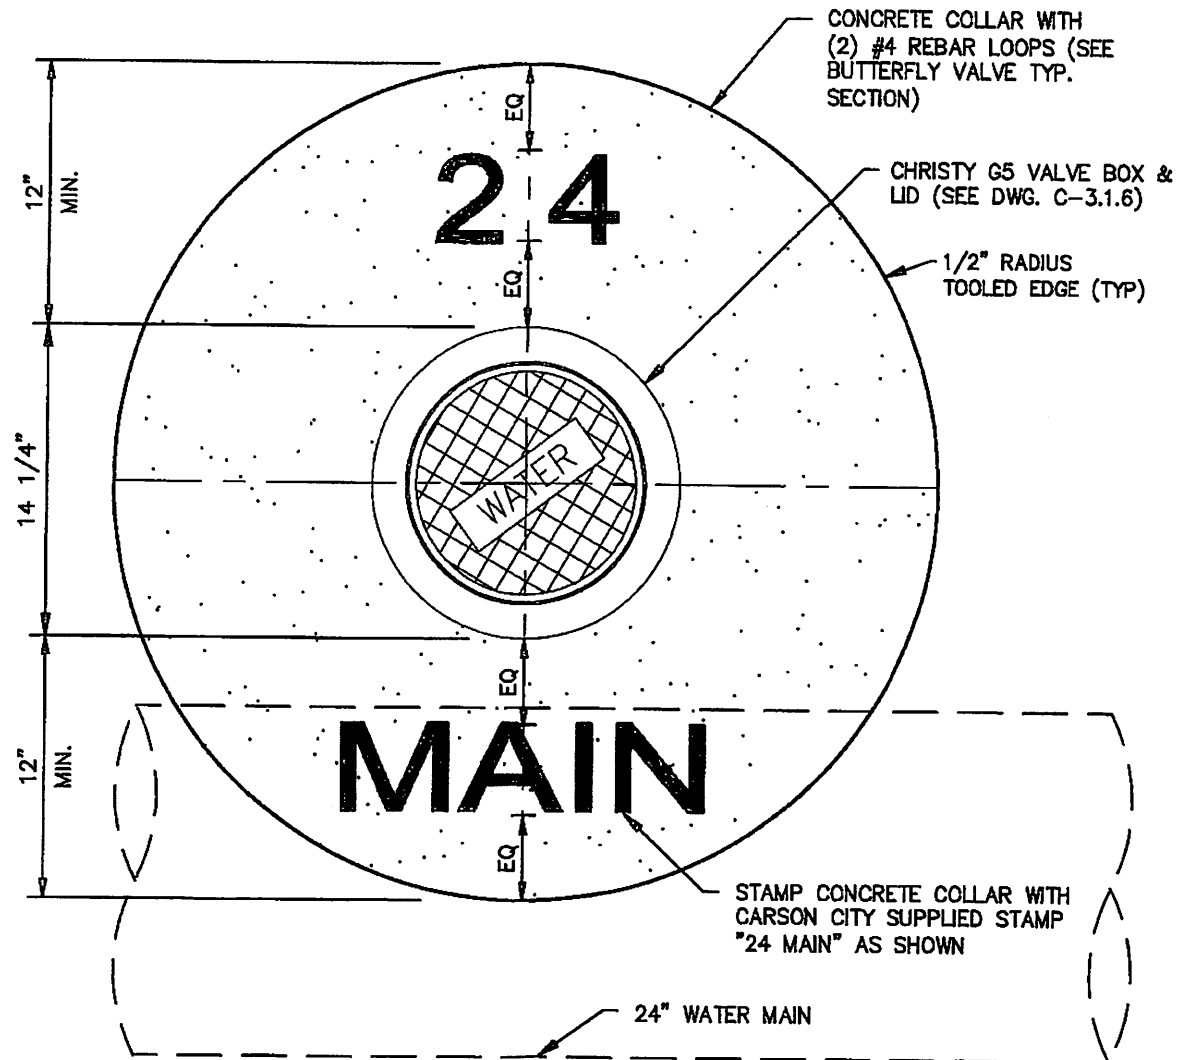 CONCRETE COLLAR WITH
(2) #4 REBAR LOOPS (SEE
BUTTERFLY VALVE TYP.
SECTION)
12"
MIN.
EQ
24
CHRISTY G5 VALVE BOX &
LID (SEE DWG. C-3.1.6)
EQ
1/2" RADIUS
TOOLED EDGE (TYP)
14 1/4"
WATER
EQ
12"
MIN.
MAIN
EQ
STAMP CONCRETE COLLAR WITH
CARSON CITY SUPPLIED STAMP
"24 MAIN" AS SHOWN
24" WATER MAIN